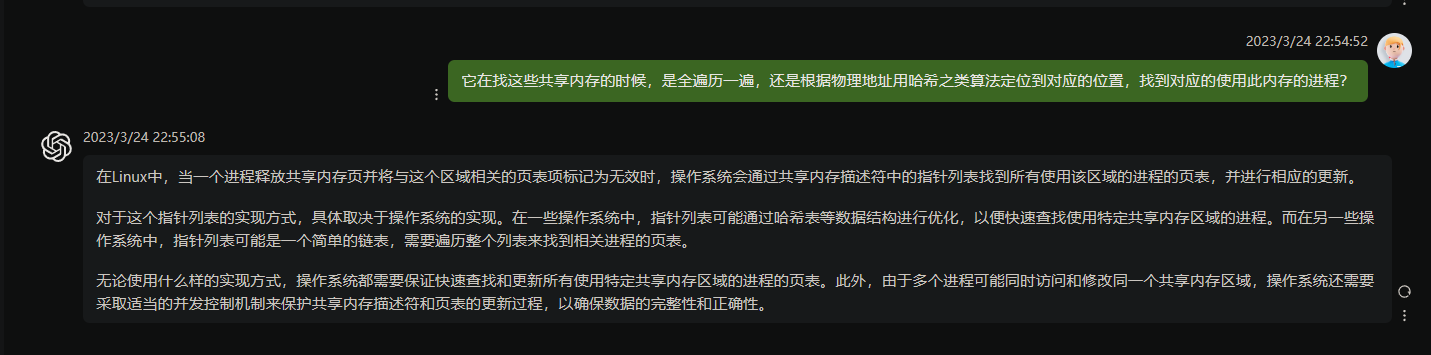 2023/3/24 22:54:52
它在找这些共享内存的时候，是全遍历一遍，还是根据物理地址用哈希之类算法定位到对应的位置，找到对应的使用此内存的进程？
2023/3/24 22:55:08
在Linux中，当一个进程释放共享内存页并将与这个区域相关的页表项标记为无效时，操作系统会通过共享内存描述符中的指针列表找到所有使用该区域的进程的页表，并进行相应的更新。
对于这个指针列表的实现方式，具体取决于操作系统的实现。在一些操作系统中，指针列表可能通过哈希表等数据结构进行优化，以便快速查找使用特定共享内存区域的进程。而在另一些操
作系统中，指针列表可能是一个简单的链表，需要遍历整个列表来找到相关进程的页表。
无论使用什么样的实现方式，操作系统都需要保证快速查找和更新所有使用特定共享内存区域的进程的页表。此外，由于多个进程可能同时访问和修改同一个共享内存区域，操作系统还需要
采取适当的并发控制机制来保护共享内存描述符和页表的更新过程，以确保数据的完整性和正确性。